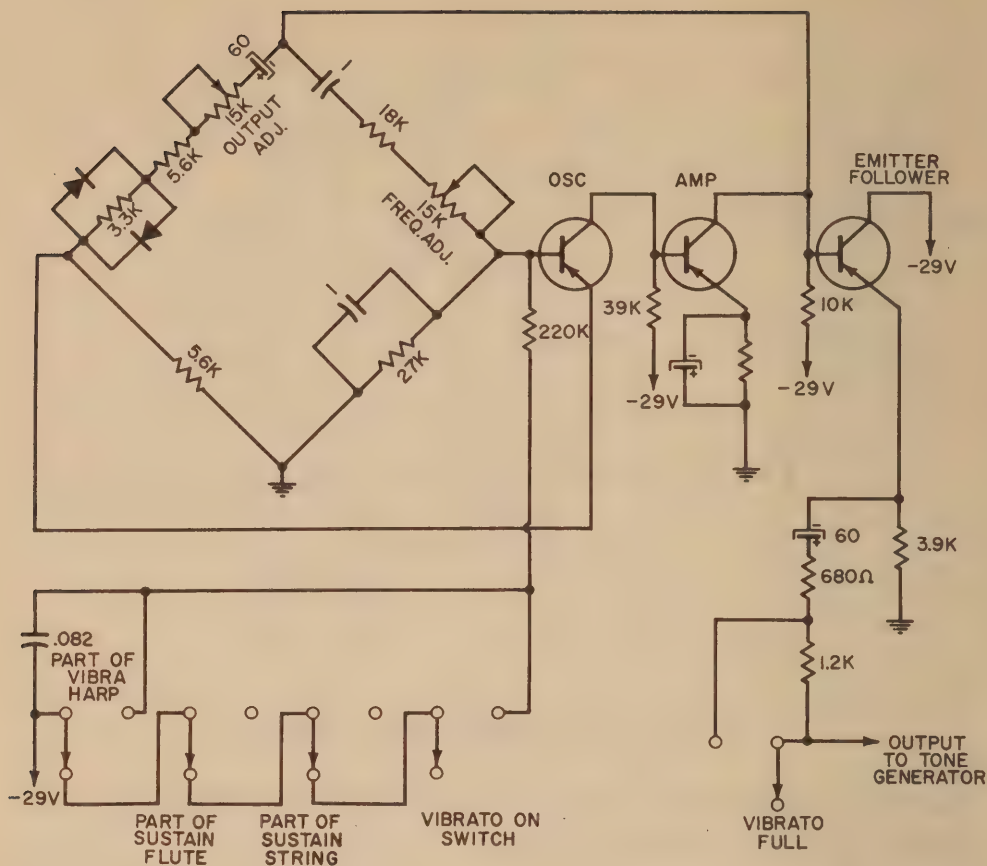 60
15K
OUTPUT
ADJ.
5.6K
3.3K
1
18K
15K
FREQ. ADJ.
1
27K
5.6K
OSC
AMP
EMITTER
FOLLOWER
-29V
220K
39K
-29V
10K
-29V
-
+
-
+
60
3.9K
680Ω
1.2K
.082
PART OF
VIBRA
HARP
-29V
PART OF
SUSTAIN
FLUTE
PART OF
SUSTAIN
STRING
VIBRATO ON
SWITCH
VIBRATO
FULL
OUTPUT
TO TONE
GENERATOR
+